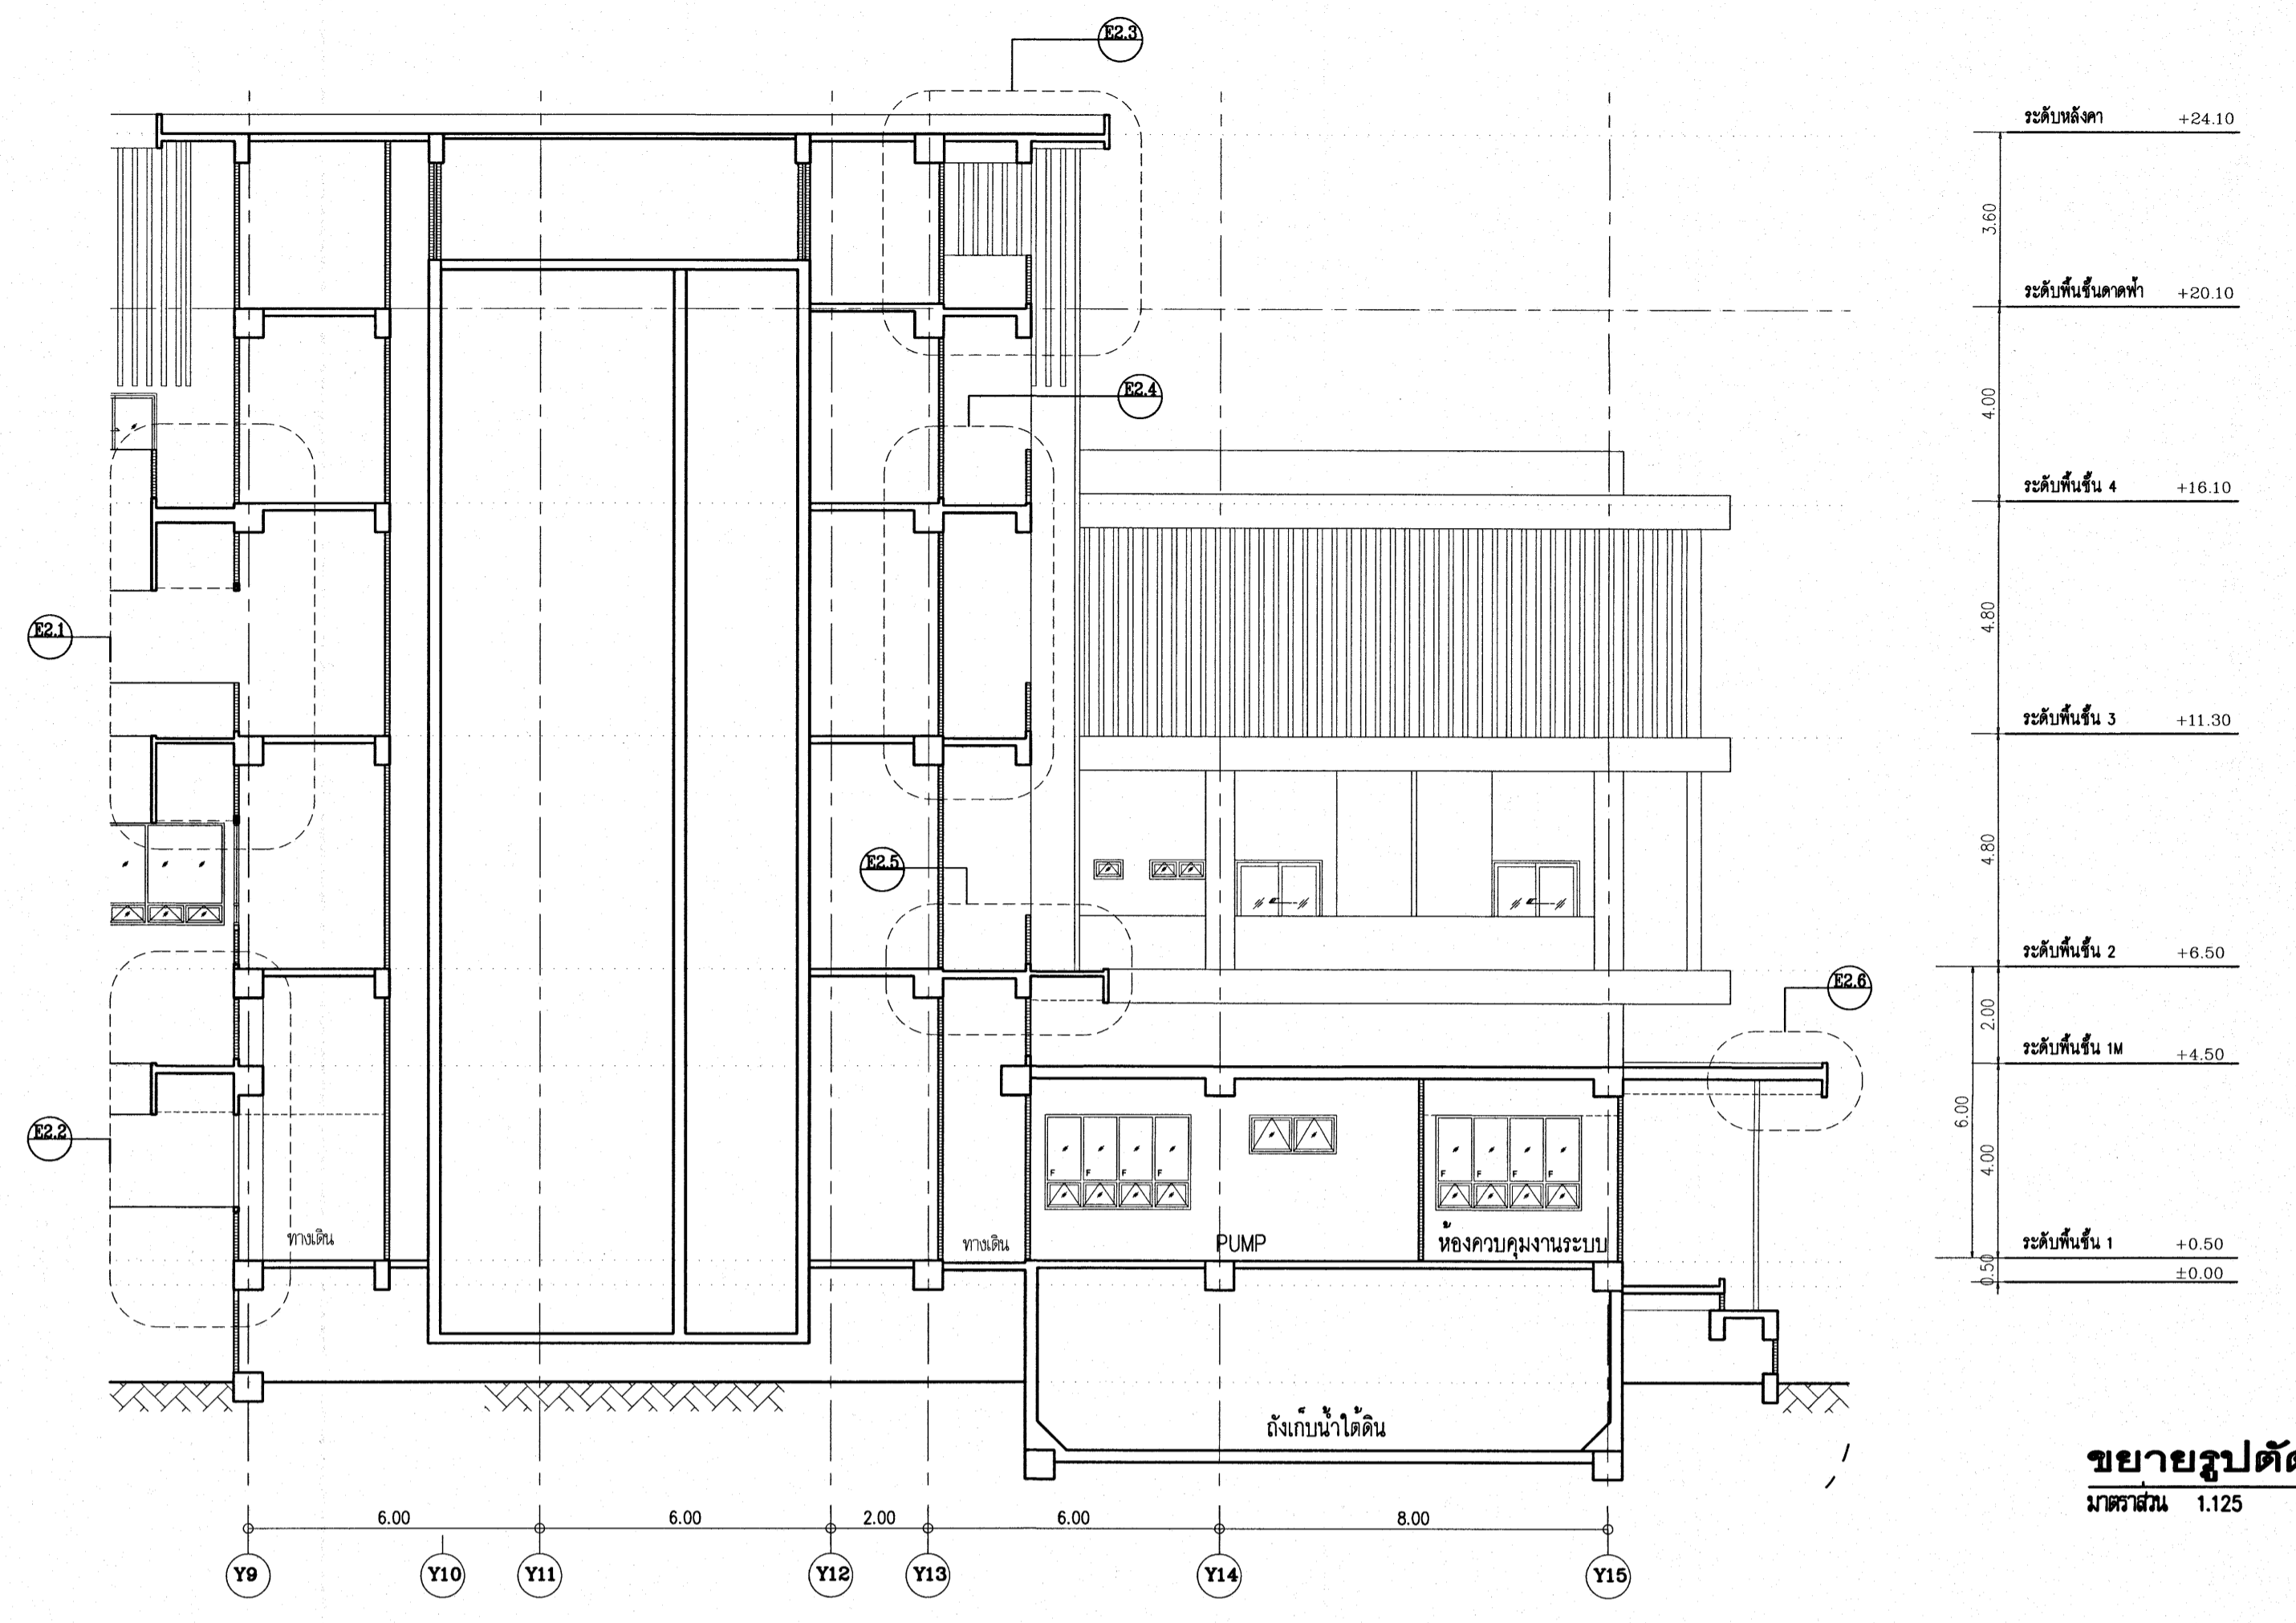 E2.3
ระดับหลังคา +24.10
3.60
ระดับพื้นชั้นดาดฟ้า +20.10
E2.4
4.00
ระดับพื้นชั้น 4 +16.10
E2.1
4.80
ระดับพื้นชั้น 3 +11.30
E2.5
4.80
ระดับพื้นชั้น 2 +6.50
E2.6
2.00
ระดับพื้นชั้น 1M +4.50
E2.2
6.00
4.00
F F F F
F F F F
ทางเดิน
ทางเดิน
PUMP
ห้องควบคุมงานระบบ
ระดับพื้นชั้น 1 +0.50
0.50
±0.00
ถังเก็บน้ำใต้ดิน
ขยายรูปตัด
มาตราส่วน 1.125
6.00 6.00 2.00 6.00 8.00
Y9 Y10 Y11 Y12 Y13 Y14 Y15